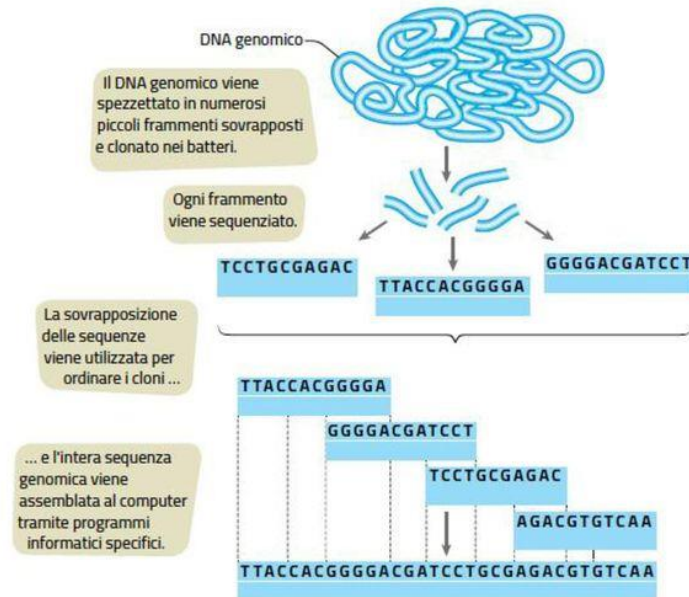 DNA genomico
Il DNA genomico viene
spezzettato in numerosi
piccoli frammenti sovrapposti
e clonato nei batteri.
Ogni frammento
viene sequenziato.
TCCTGCGAGAC
TTACCACGGGGA
GGGGACGATCCT
La sovrapposizione
delle sequenze
viene utilizzata per
ordinare i cloni ...
TTACCACGGGGA
GGGGACGATCCT
TCCTGCGAGAC
AGACGTGTCAA
... e l'intera sequenza
genomica viene
assemblata al computer
tramite programmi
informatici specifici.
TTACCACGGGGACGATCCTGCGAGACGTGTCAA